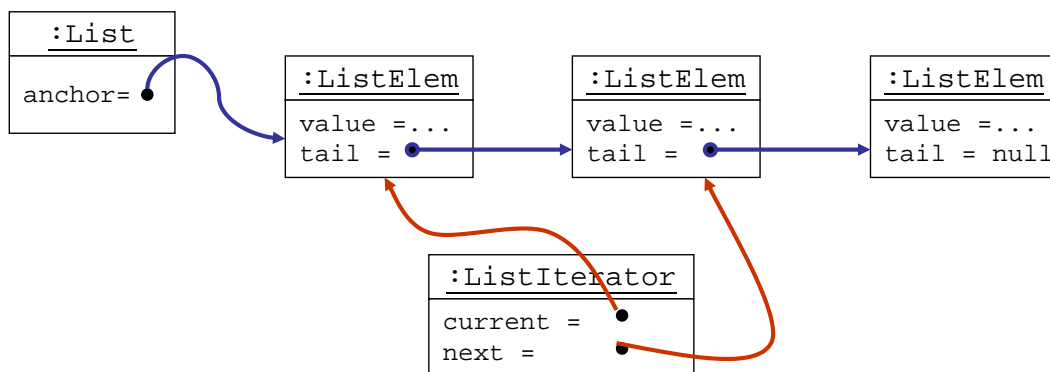 :List
anchor=
:ListElem
value =...
tail =
:ListElem
value =...
tail =
:ListElem
value =...
tail = null
:ListIterator
current =
next =